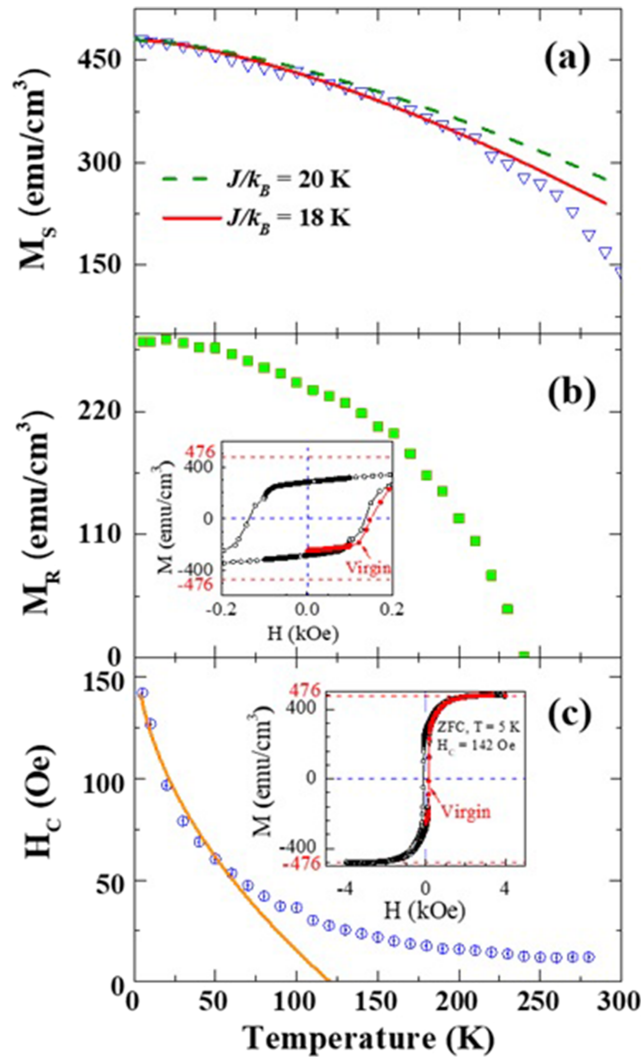 (a)
450
300
150
M_S (emu/cm³)
J/k_B = 20 K
J/k_B = 18 K
(b)
220
110
0
M_R (emu/cm³)
476
400
0
-400
-476
M (emu/cm³)
Virgin
-0.2
0.0
0.2
H (kOe)
(c)
150
100
50
0
H_C (Oe)
476
400
0
-400
-476
M (emu/cm³)
ZFC, T = 5 K
H_C = 142 Oe
Virgin
-4
0
4
H (kOe)
0 50 100 150 200 250 300
Temperature (K)